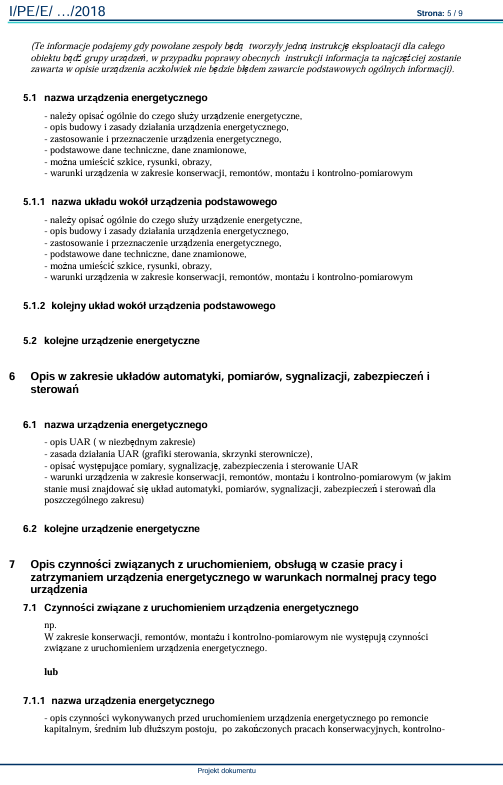 I/PE/E/ …/2018
Strona: 5 / 9
(Te informacje podajemy gdy powołane zespoły będą tworzyły jedną instrukcję eksploatacji dla całego
obiektu bądź grupy urządzeń, w przypadku poprawy obecnych instrukcji informacja ta najczęściej zostanie
zawarta w opisie urządzenia aczkolwiek nie będzie błędem zawarcie podstawowych ogólnych informacji).
5.1 nazwa urządzenia energetycznego
- należy opisać ogólnie do czego służy urządzenie energetyczne,
- opis budowy i zasady działania urządzenia energetycznego,
- zastosowanie i przeznaczenie urządzenia energetycznego,
- podstawowe dane techniczne, dane znamionowe,
- można umieścić szkice, rysunki, obrazy,
- warunki urządzenia w zakresie konserwacji, remontów, montażu i kontrolno-pomiarowym
5.1.1 nazwa układu wokół urządzenia podstawowego
- należy opisać ogólnie do czego służy urządzenie energetyczne,
- opis budowy i zasady działania urządzenia energetycznego,
- zastosowanie i przeznaczenie urządzenia energetycznego,
- podstawowe dane techniczne, dane znamionowe,
- można umieścić szkice, rysunki, obrazy,
- warunki urządzenia w zakresie konserwacji, remontów, montażu i kontrolno-pomiarowym
5.1.2 kolejny układ wokół urządzenia podstawowego
5.2 kolejne urządzenie energetyczne
6 Opis w zakresie układów automatyki, pomiarów, sygnalizacji, zabezpieczeń i
sterowań
6.1 nazwa urządzenia energetycznego
- opis UAR ( w niezbędnym zakresie)
- zasada działania UAR (grafiki sterowania, skrzynki sterownicze),
- opisać występujące pomiary, sygnalizację, zabezpieczenia i sterowanie UAR
- warunki urządzenia w zakresie konserwacji, remontów, montażu i kontrolno-pomiarowym (w jakim
stanie musi znajdować się układ automatyki, pomiarów, sygnalizacji, zabezpieczeń i sterowań dla
poszczególnego zakresu)
6.2 kolejne urządzenie energetyczne
7 Opis czynności związanych z uruchomieniem, obsługą w czasie pracy i
zatrzymaniem urządzenia energetycznego w warunkach normalnej pracy tego
urządzenia
7.1 Czynności związane z uruchomieniem urządzenia energetycznego
np.
W zakresie konserwacji, remontów, montażu i kontrolno-pomiarowym nie występują czynności
związane z uruchomieniem urządzenia energetycznego.
lub
7.1.1 nazwa urządzenia energetycznego
- opis czynności wykonywanych przed uruchomieniem urządzenia energetycznego po remoncie
kapitalnym, średnim lub dłuższym postoju, po zakończonych pracach konserwacyjnych, kontrolno-
Projekt dokumentu